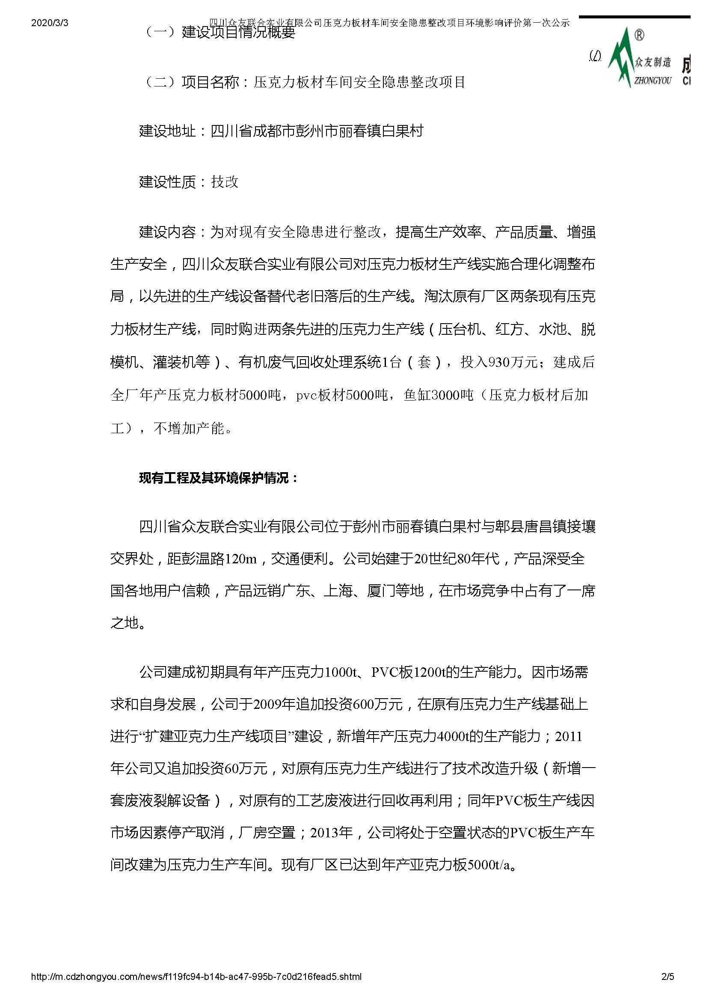 2020/3/3
四川众友联合实业有限公司压克力板材车间安全隐患整改项目环境影响评价第一次公示
（一）建设项目情况概要
(/)
®
众友制造
ZHONGYOU
（二）项目名称：压克力板材车间安全隐患整改项目
建设地址：四川省成都市彭州市丽春镇白果村
建设性质：技改
建设内容：为对现有安全隐患进行整改，提高生产效率、产品质量、增强
生产安全，四川众友联合实业有限公司对压克力板材生产线实施合理化调整布
局，以先进的生产线设备替代老旧落后的生产线。淘汰原有厂区两条现有压克
力板材生产线，同时购进两条先进的压克力生产线（压台机、红方、水池、脱
模机、灌装机等）、有机废气回收处理系统1台（套），投入930万元；建成后
全厂年产压克力板材5000吨，pvc板材5000吨，鱼缸3000吨（压克力板材后加
工），不增加产能。
现有工程及其环境保护情况：
四川省众友联合实业有限公司位于彭州市丽春镇白果村与郫县唐昌镇接壤
交界处，距彭温路120m，交通便利。公司始建于20世纪80年代，产品深受全
国各地用户信赖，产品远销广东、上海、厦门等地，在市场竞争中占有了一席
之地。
公司建成初期具有年产压克力1000t、PVC板1200t的生产能力。因市场需
求和自身发展，公司于2009年追加投资600万元，在原有压克力生产线基础上
进行“扩建亚克力生产线项目”建设，新增年产压克力4000t的生产能力；2011
年公司又追加投资60万元，对原有压克力生产线进行了技术改造升级（新增一
套废液裂解设备），对原有的工艺废液进行回收再利用；同年PVC板生产线因
市场因素停产取消，厂房空置；2013年，公司将处于空置状态的PVC板生产车
间改建为压克力生产车间。现有厂区已达到年产亚克力板5000t/a。
http://m.cdzhongyou.com/news/f119fc94-b14b-ac47-995b-7c0d216fead5.shtml
2/5